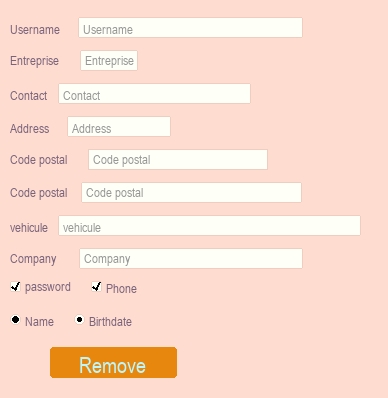 Username Username
Entreprise Entreprise
Contact Contact
Address Address
Code postal Code postal
Code postal Code postal
vehicule vehicule
Company Company
password Phone
Name Birthdate
Remove